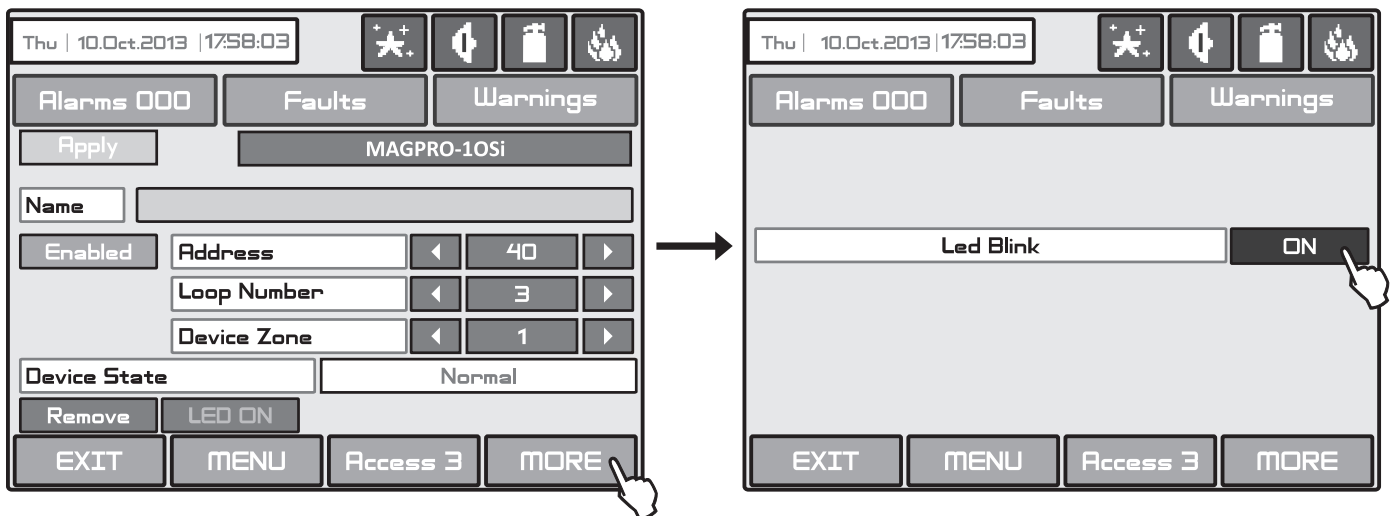 Thu | 10.Oct.2013 | 17:58:03
Alarms 000 Faults Warnings
Apply MAGPRO-1OSi
Name
Enabled Address 40
Loop Number 3
Device Zone 1
Device State Normal
Remove LED ON
EXIT MENU Access 3 MORE
Thu | 10.Oct.2013 | 17:58:03
Alarms 000 Faults Warnings
Led Blink ON
EXIT MENU Access 3 MORE